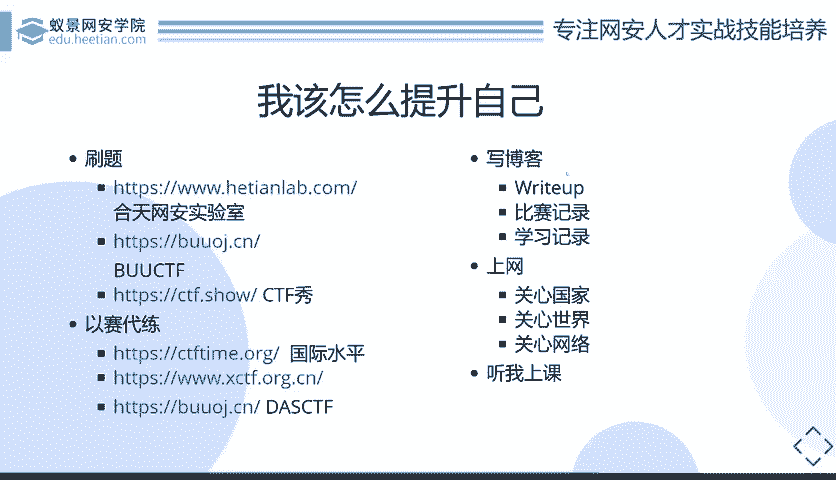 蚁景网安学院
edu.heetian.com
专注网安人才实战技能培养
我该怎么提升自己
刷题
https://www.hetianlab.com/
合天网安实验室
https://buuoj.cn/
BUUCTF
https://ctf.show/ CTF秀
以赛代练
https://ctftime.org/ 国际水平
https://www.xctf.org.cn/
https://buuoj.cn/ DASCTF
写博客
Writeup
比赛记录
学习记录
上网
关心国家
关心世界
关心网络
听我上课